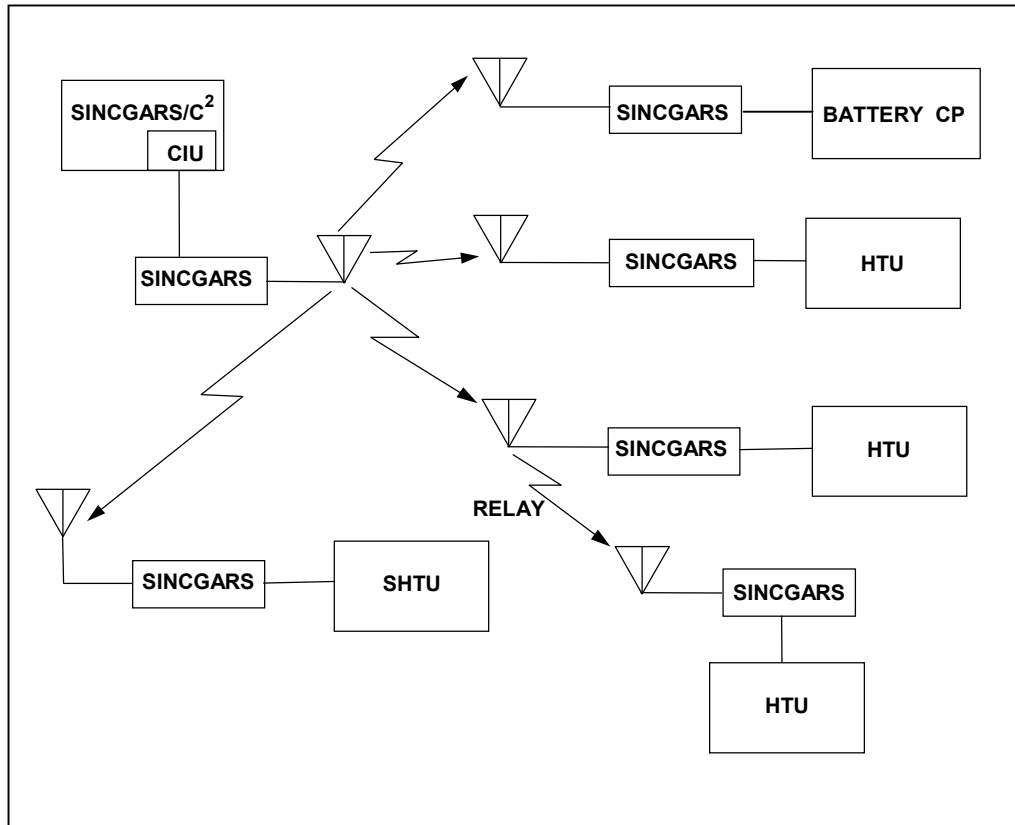 SINCGARS/C²
CIU
SINCGARS
SINCGARS
BATTERY CP
SINCGARS
HTU
SINCGARS
HTU
RELAY
SINCGARS
SHTU
SINCGARS
HTU